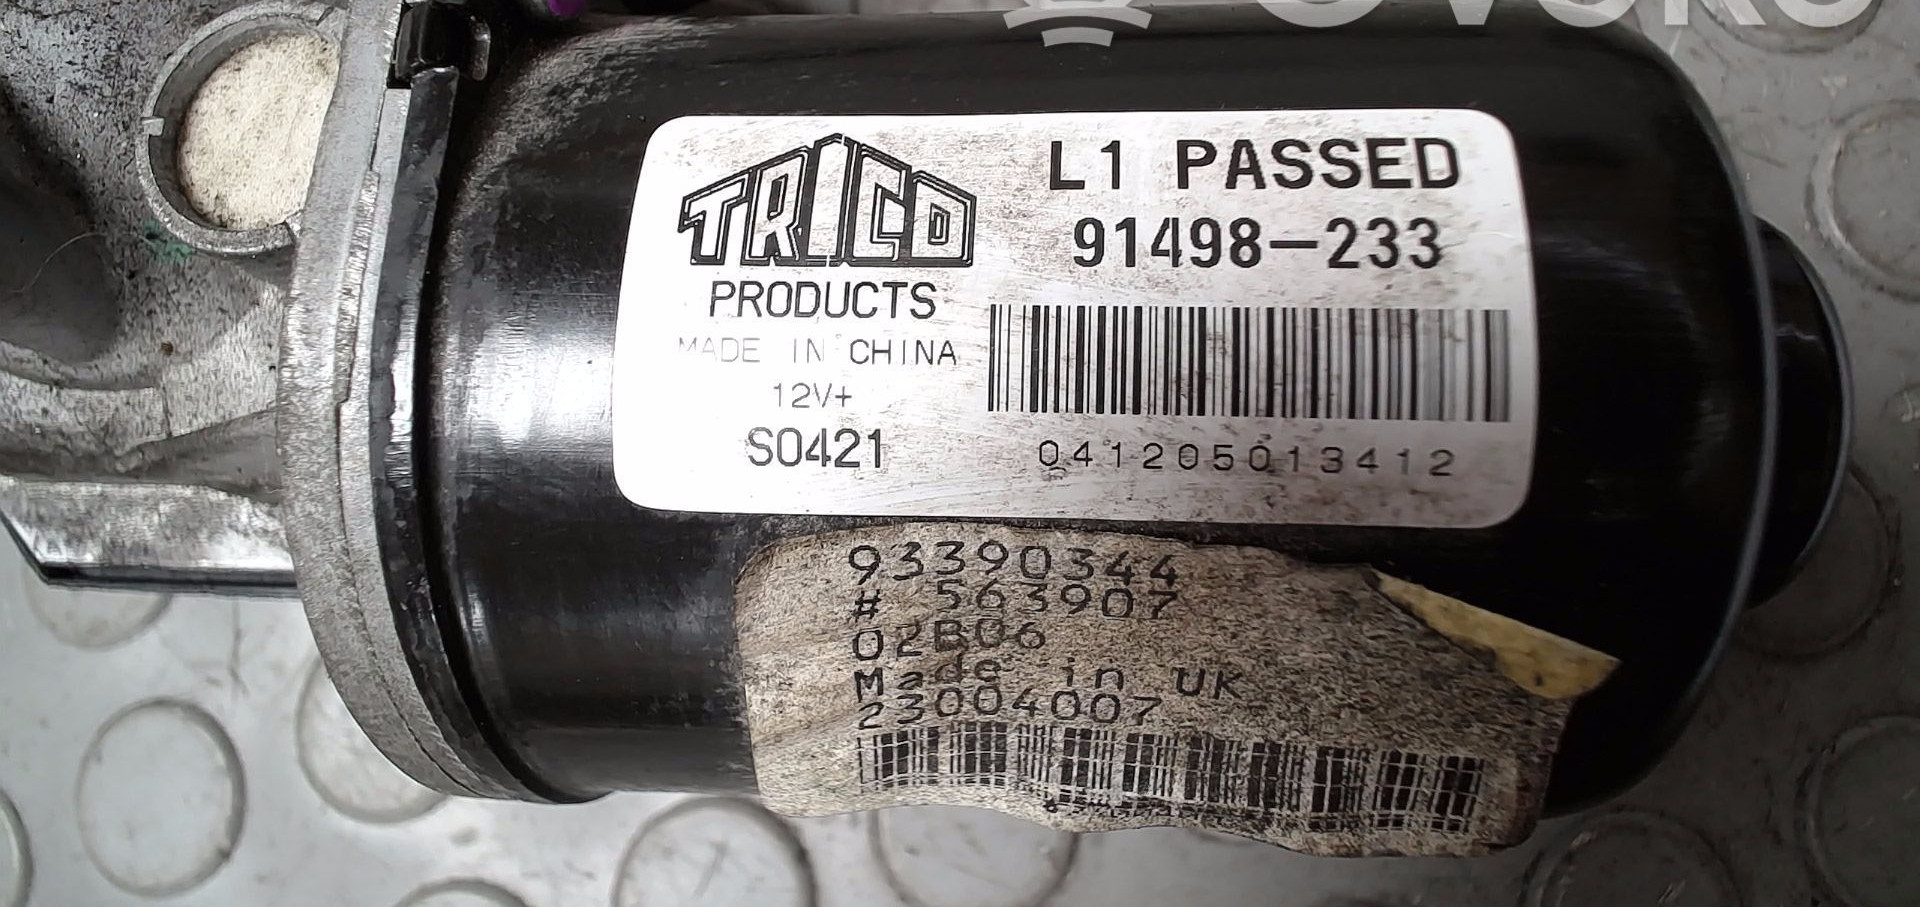 TRICO
PRODUCTS
MADE IN CHINA
12V+
S0421
L1 PASSED
91498-233
041205013412
93390344
# 563907
02B06
Made in UK
23004007